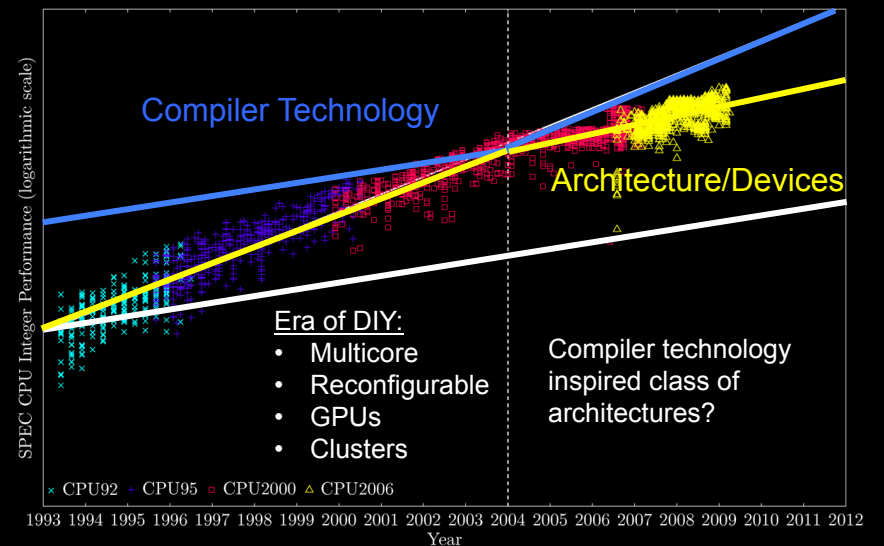 SPEC CPU Integer Performance (logarithmic scale)
Compiler Technology
Architecture/Devices
Era of DIY:
• Multicore
• Reconfigurable
• GPUs
• Clusters
Compiler technology
inspired class of
architectures?
× CPU92 + CPU95 □ CPU2000 △ CPU2006
1993 1994 1995 1996 1997 1998 1999 2000 2001 2002 2003 2004 2005 2006 2007 2008 2009 2010 2011 2012
Year